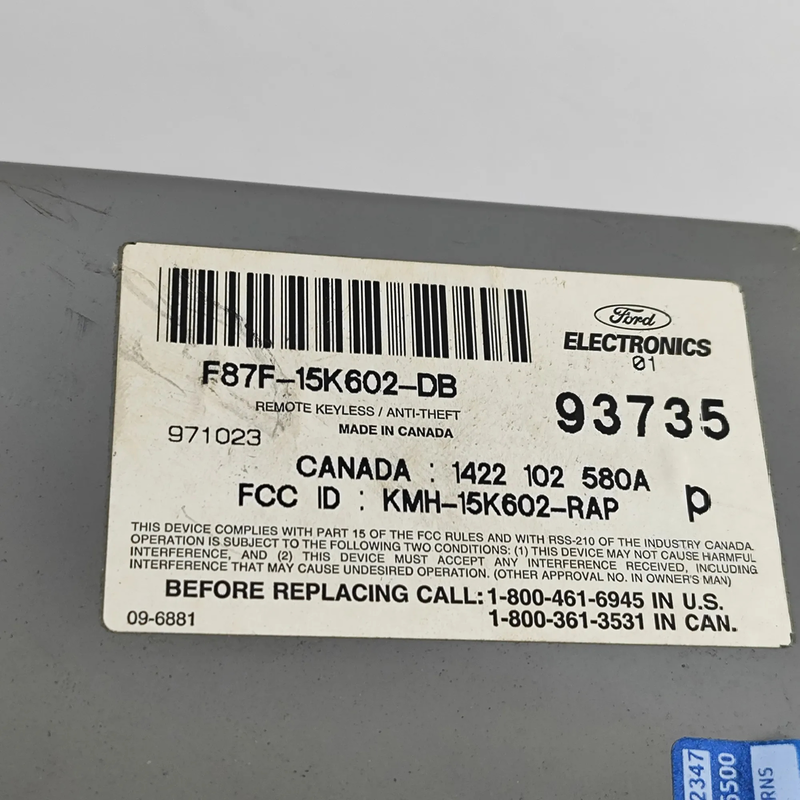 Ford
ELECTRONICS
01
F87F-15K602-DB
REMOTE KEYLESS / ANTI-THEFT
93735
971023
MADE IN CANADA
CANADA : 1422 102 580A
FCC ID : KMH-15K602-RAP
P
THIS DEVICE COMPLIES WITH PART 15 OF THE FCC RULES AND WITH RSS-210 OF THE INDUSTRY CANADA.
OPERATION IS SUBJECT TO THE FOLLOWING TWO CONDITIONS: (1) THIS DEVICE MAY NOT CAUSE HARMFUL
INTERFERENCE, AND (2) THIS DEVICE MUST ACCEPT ANY INTERFERENCE RECEIVED, INCLUDING
INTERFERENCE THAT MAY CAUSE UNDESIRED OPERATION. (OTHER APPROVAL NO. IN OWNER'S MAN)
BEFORE REPLACING CALL: 1-800-461-6945 IN U.S.
1-800-361-3531 IN CAN.
09-6881
2347
5500
RNS